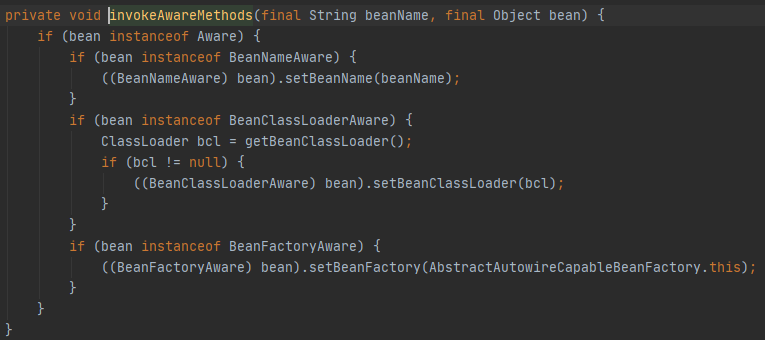 private void invokeAwareMethods(final String beanName, final Object bean) {
    if (bean instanceof Aware) {
        if (bean instanceof BeanNameAware) {
            ((BeanNameAware) bean).setBeanName(beanName);
        }
        if (bean instanceof BeanClassLoaderAware) {
            ClassLoader bcl = getBeanClassLoader();
            if (bcl != null) {
                ((BeanClassLoaderAware) bean).setBeanClassLoader(bcl);
            }
        }
        if (bean instanceof BeanFactoryAware) {
            ((BeanFactoryAware) bean).setBeanFactory(AbstractAutowireCapableBeanFactory.this);
        }
    }
}